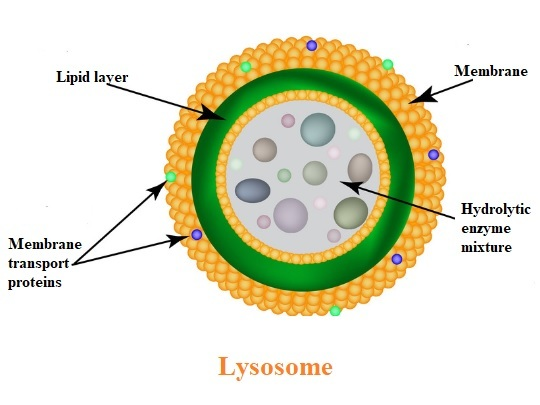 Lipid layer
Membrane
Membrane
transport
proteins
Hydrolytic
enzyme
mixture
Lysosome